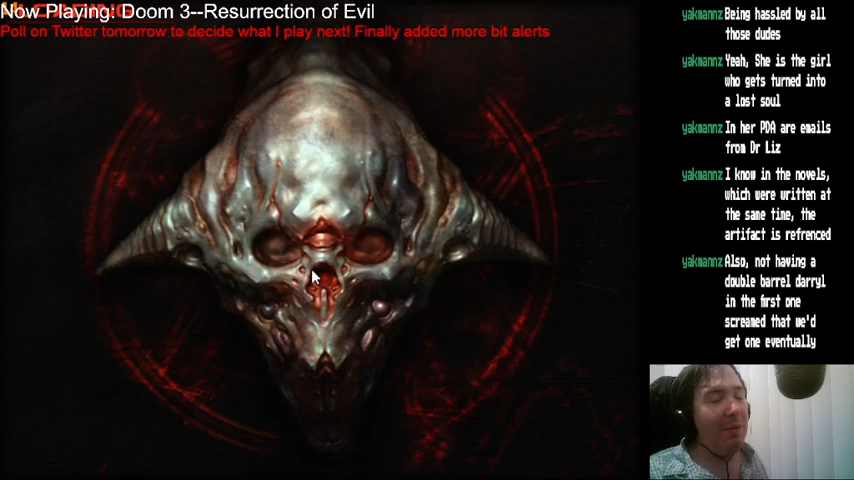 Now Playing: Doom 3--Resurrection of Evil
Poll on Twitter tomorrow to decide what I play next! Finally added more bit alerts
yakmannz Being hassled by all
those dudes
yakmannz Yeah, She is the girl
who gets turned into
a lost soul
yakmannz In her PDA are emails
from Dr Liz
yakmannz I know in the novels,
which were written at
the same time, the
artifact is refrenced
yakmannz Also, not having a
double barrel darryl
in the first one
screamed that we'd
get one eventually